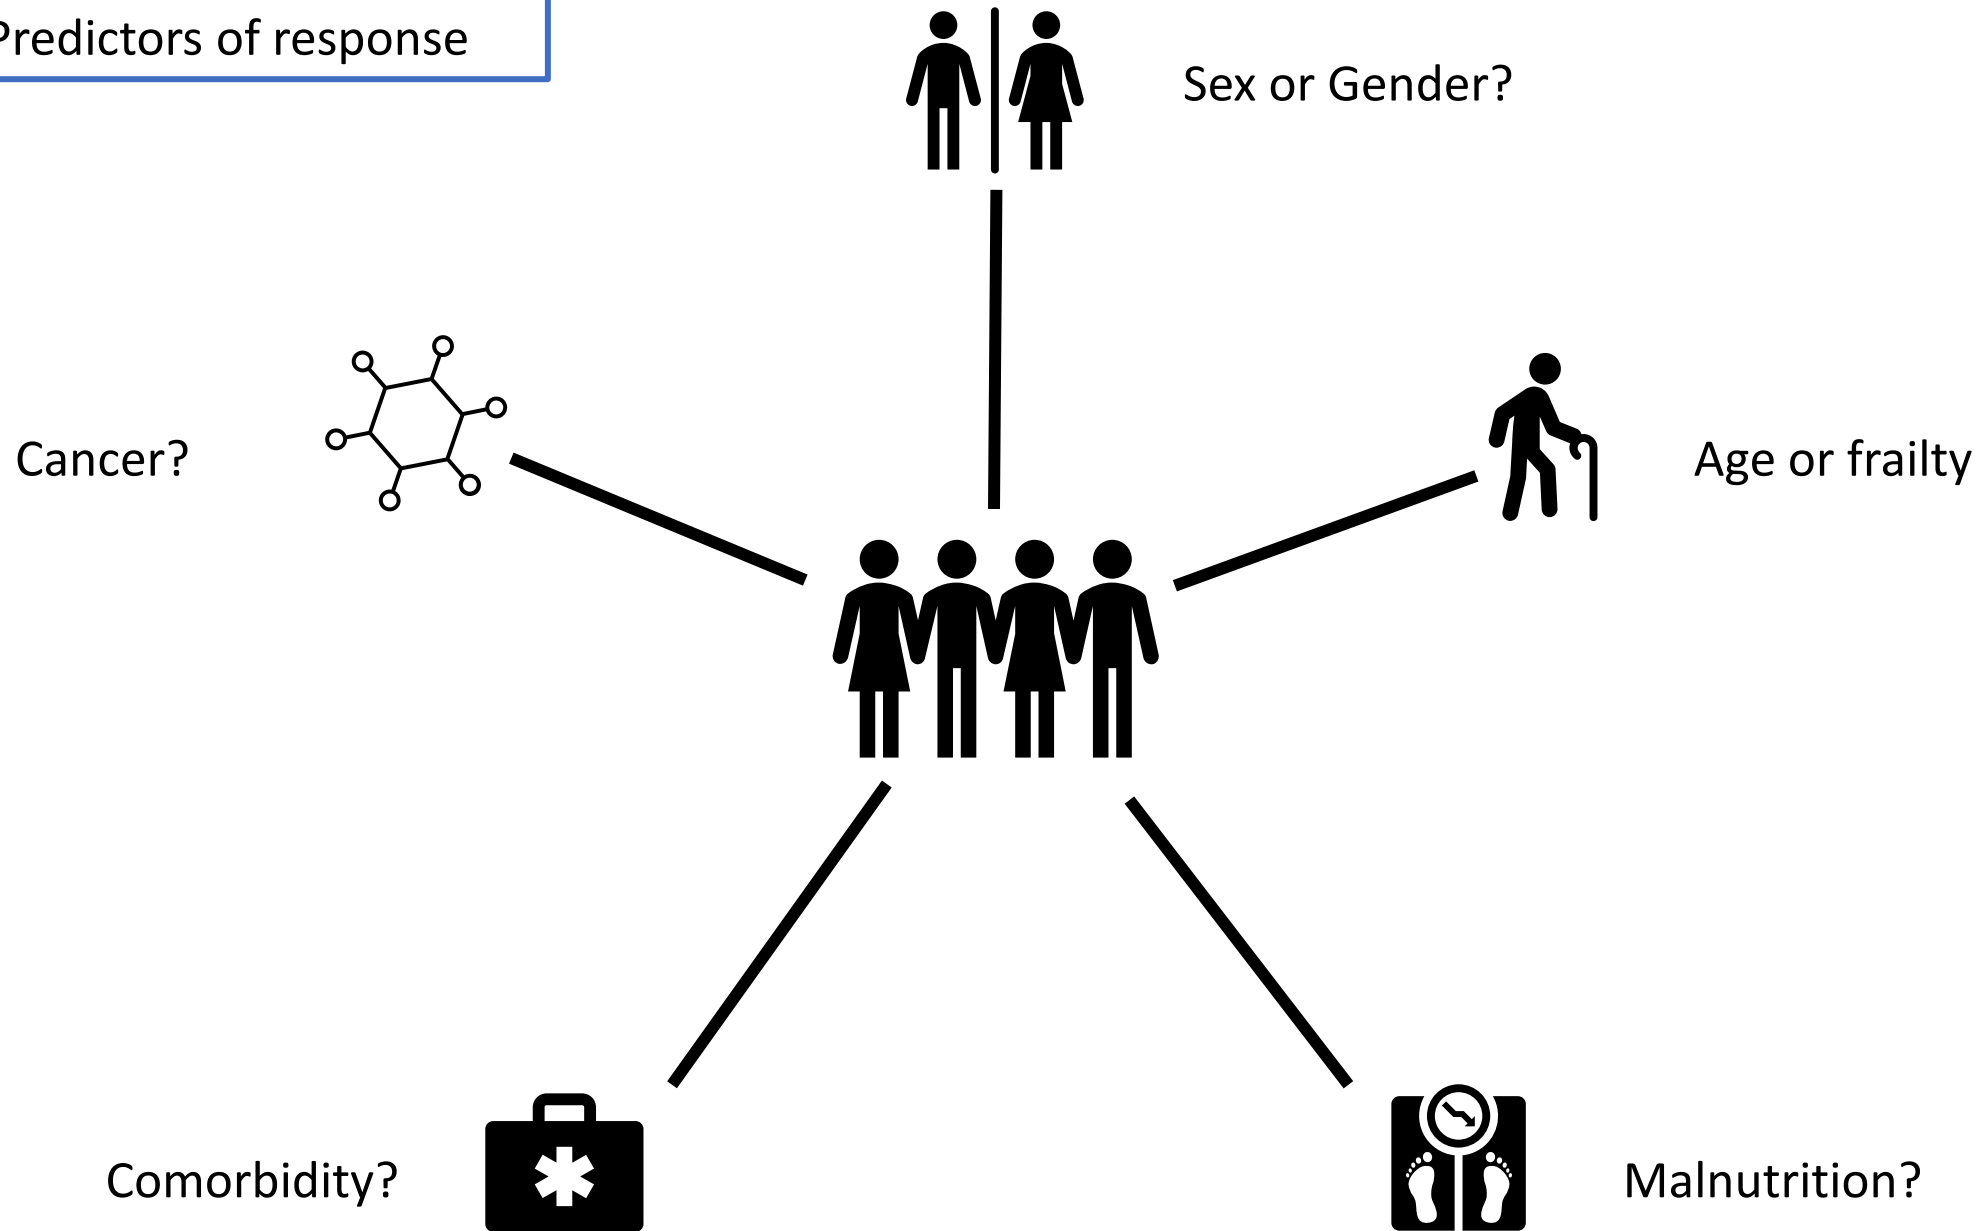 Predictors of response
Sex or Gender?
Cancer?
Age or frailty
Comorbidity?
Malnutrition?